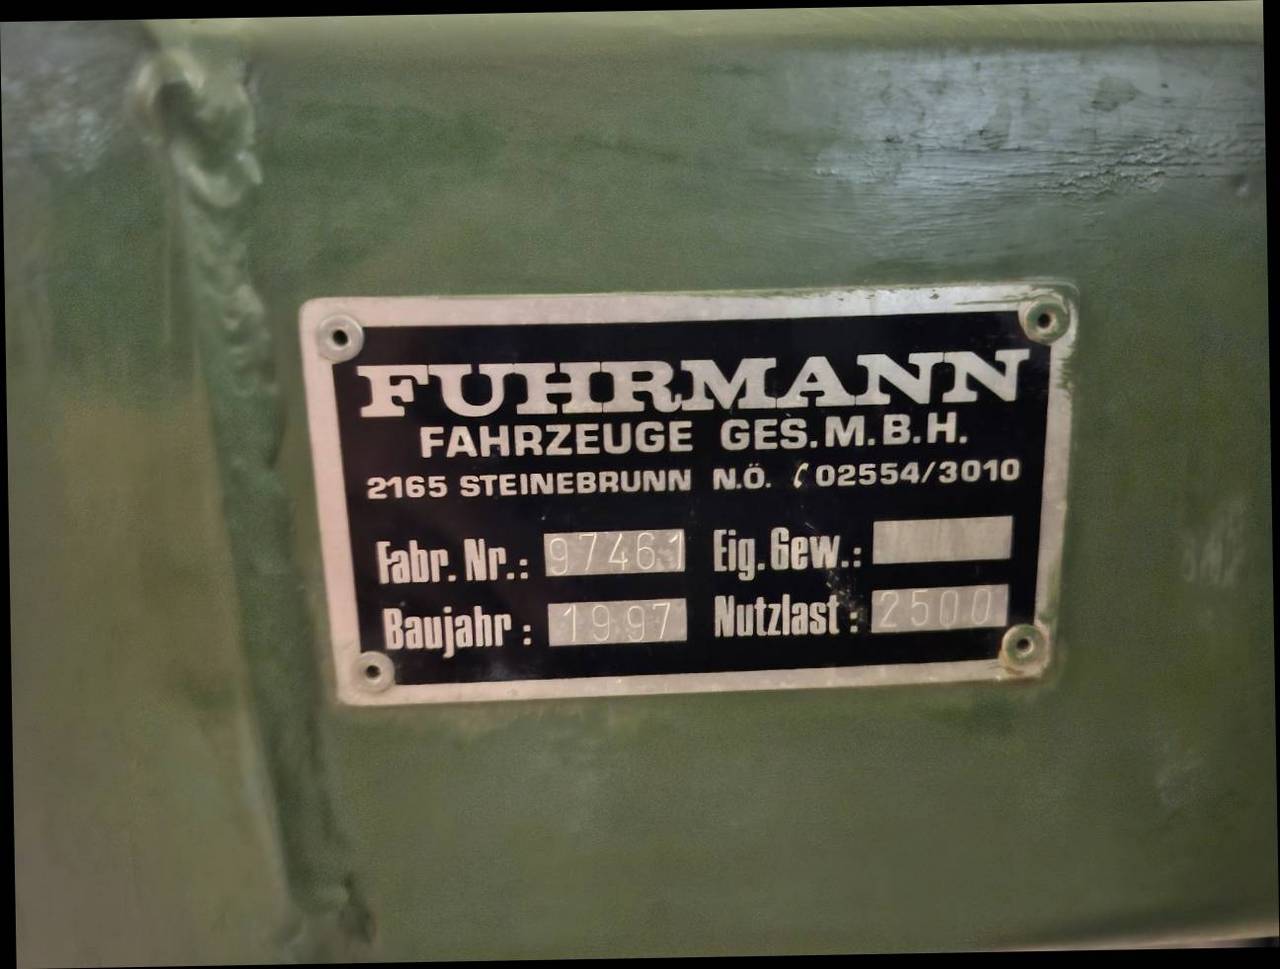 FUHRMANN
FAHRZEUGE GES.M.B.H.
2165 STEINEBRUNN N.Ö. 02554/3010
Fabr. Nr.: 97461 Eig. Gew.:
Baujahr: 1997 Nutzlast: 2500